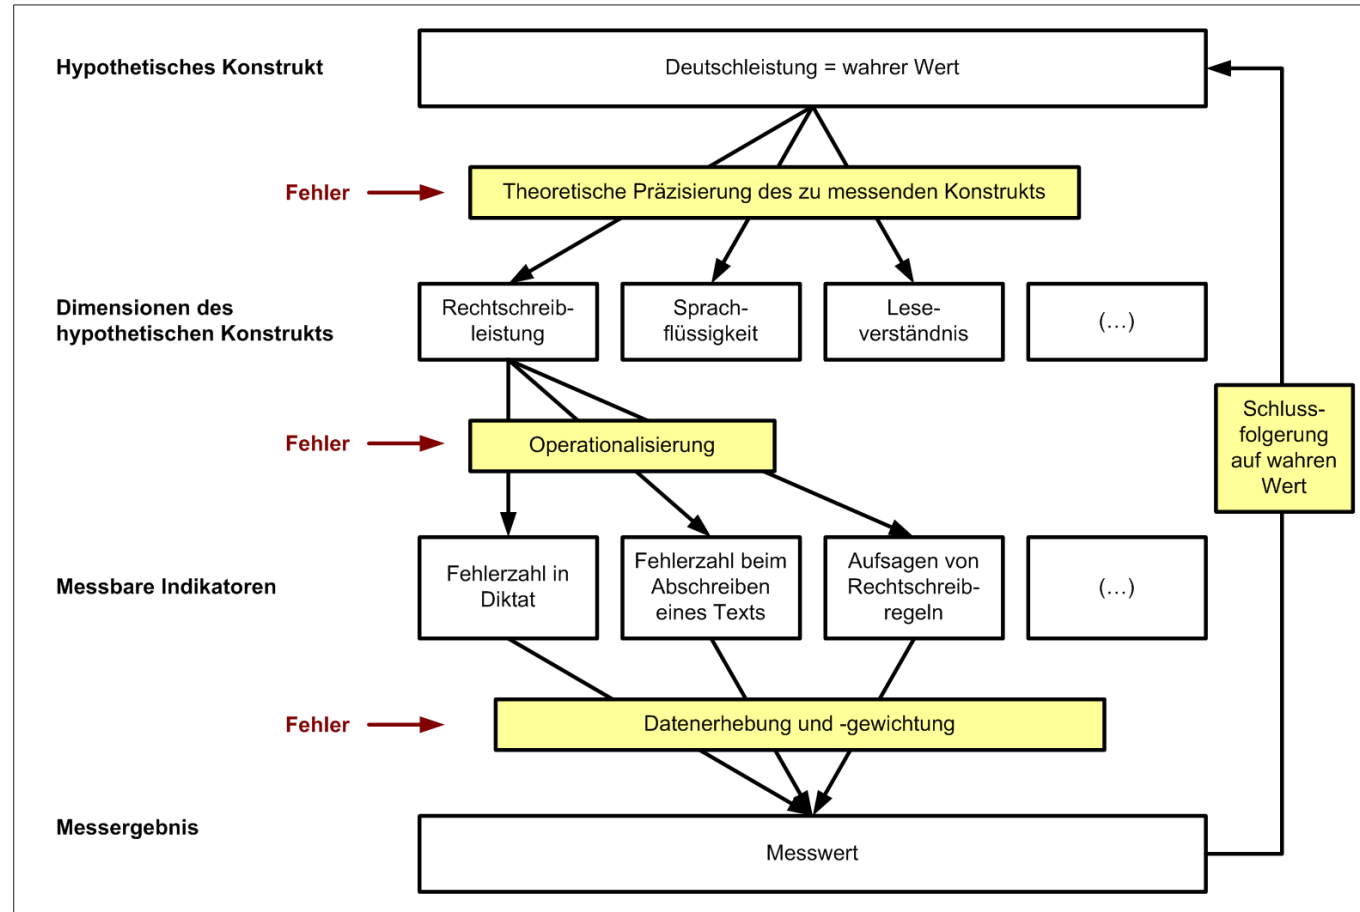 Hypothetisches Konstrukt
Deutschleistung = wahrer Wert
Fehler
Theoretische Präzisierung des zu messenden Konstrukts
Dimensionen des
hypothetischen Konstrukts
Rechtschreib-
leistung
Sprach-
flüssigkeit
Lese-
verständnis
(…)
Fehler
Operationalisierung
Schluss-
folgerung
auf wahren
Wert
Messbare Indikatoren
Fehlerzahl in
Diktat
Fehlerzahl beim
Abschreiben
eines Texts
Aufsagen von
Rechtschreib-
regeln
(…)
Fehler
Datenerhebung und -gewichtung
Messergebnis
Messwert